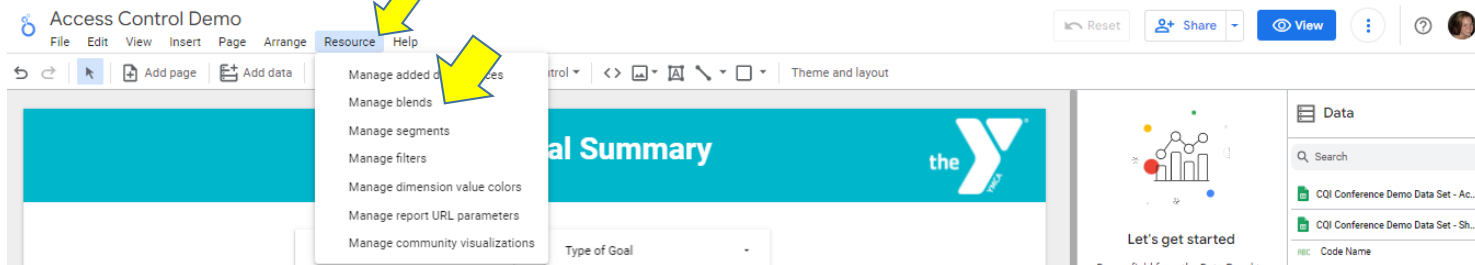 Access Control Demo
File Edit View Insert Page Arrange Resource Help
Reset Share View
Add page Add data
Theme and layout
Manage added
Manage blends
Manage segments
Manage filters
Manage dimension value colors
Manage report URL parameters
Manage community visualizations
Summary
the
YMCA
Type of Goal
Let's get started
Data
Search
CQI Conference Demo Data Set - Ac...
CQI Conference Demo Data Set - Sh...
ABC Code Name